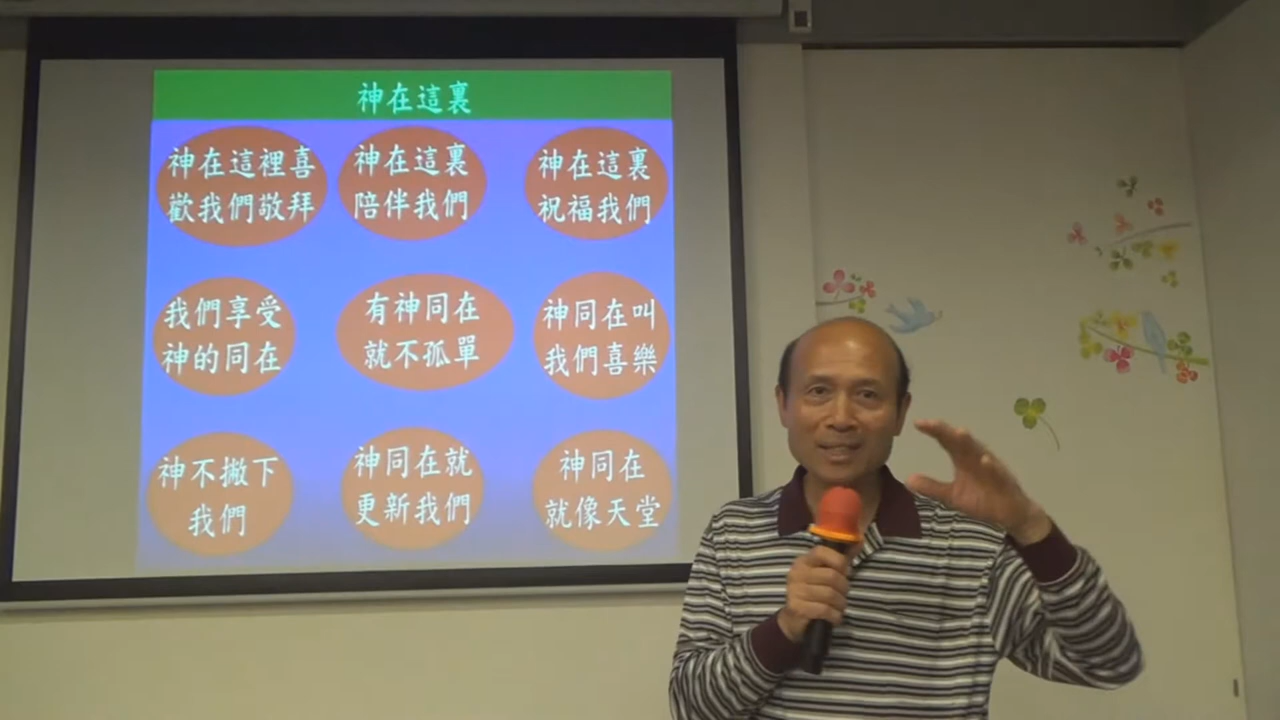 神在這裏
神在這裡喜
歡我們敬拜
神在這裏
陪伴我們
神在這裏
祝福我們
我們享受
神的同在
有神同在
就不孤單
神同在叫
我們喜樂
神不撇下
我們
神同在就
更新我們
神同在
就像天堂